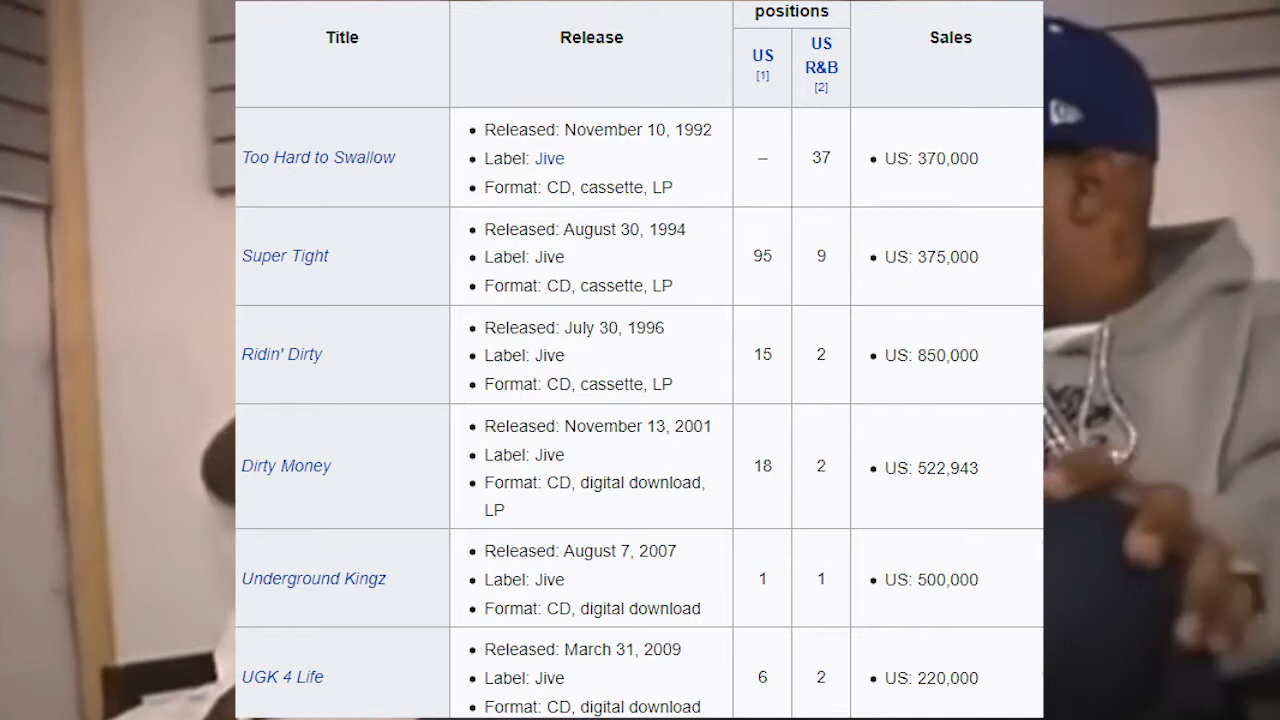 positions
Title Release Sales
US US
R&B
[1] [2]
• Released: November 10, 1992
Too Hard to Swallow • Label: Jive – 37 • US: 370,000
• Format: CD, cassette, LP
• Released: August 30, 1994
Super Tight • Label: Jive 95 9 • US: 375,000
• Format: CD, cassette, LP
• Released: July 30, 1996
Ridin' Dirty • Label: Jive 15 2 • US: 850,000
• Format: CD, cassette, LP
• Released: November 13, 2001
• Label: Jive
Dirty Money 18 2 • US: 522,943
• Format: CD, digital download,
LP
• Released: August 7, 2007
Underground Kingz • Label: Jive 1 1 • US: 500,000
• Format: CD, digital download
• Released: March 31, 2009
UGK 4 Life • Label: Jive 6 2 • US: 220,000
• Format: CD, digital download